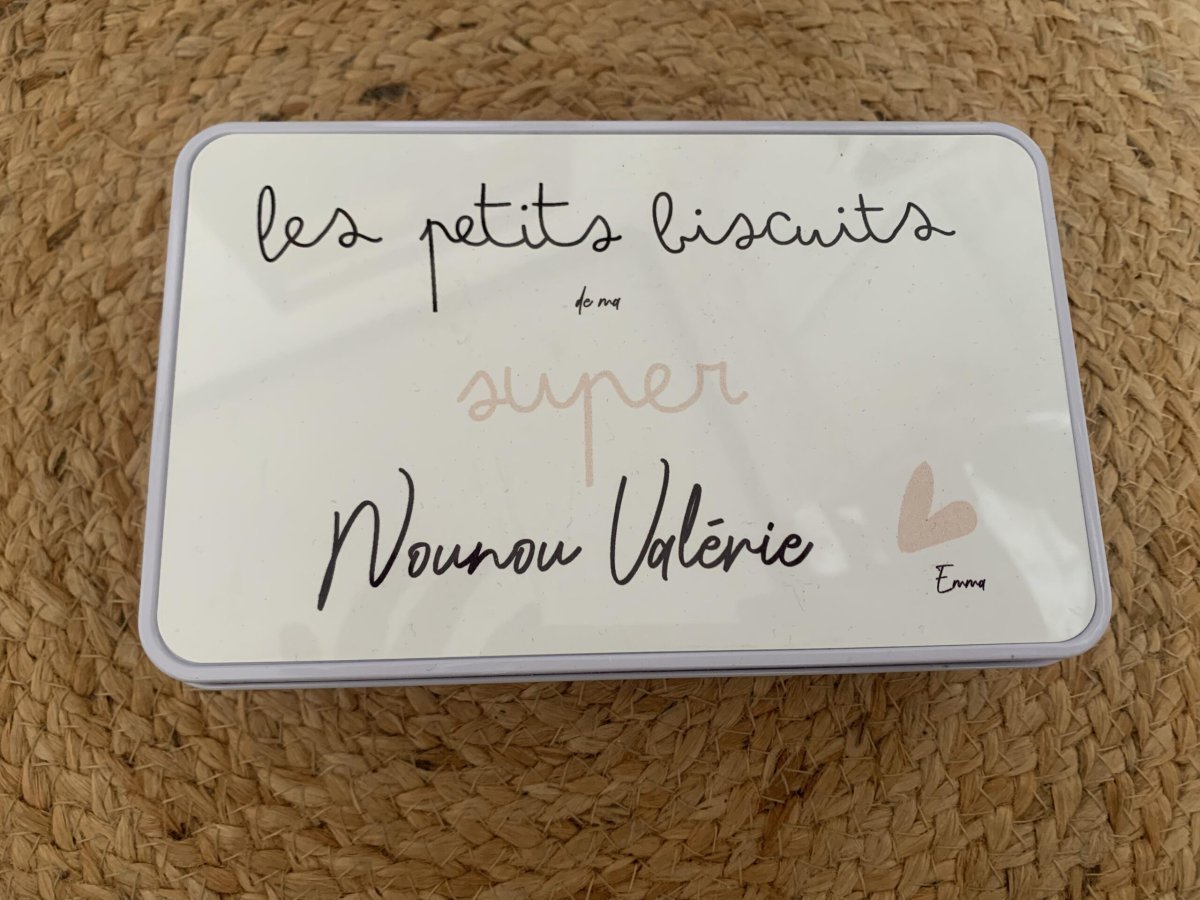 les petits biscuits
de ma
super
Nounou Valérie
Emma